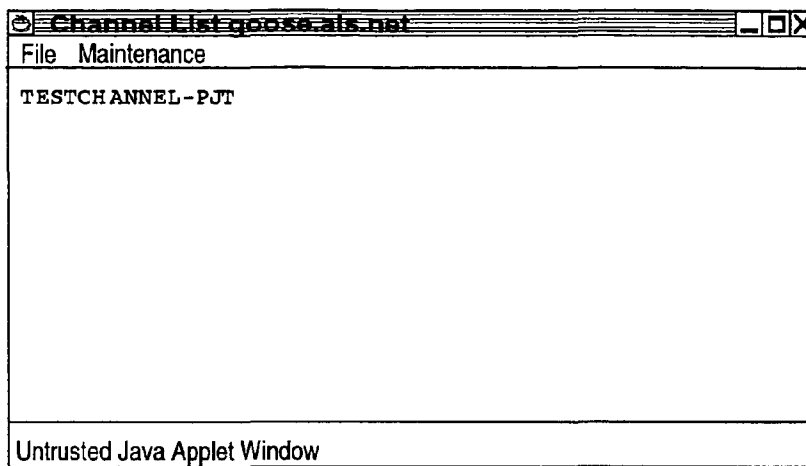 Channel List goose.als.net
File Maintenance
TESTCHANNEL-PJT
Untrusted Java Applet Window